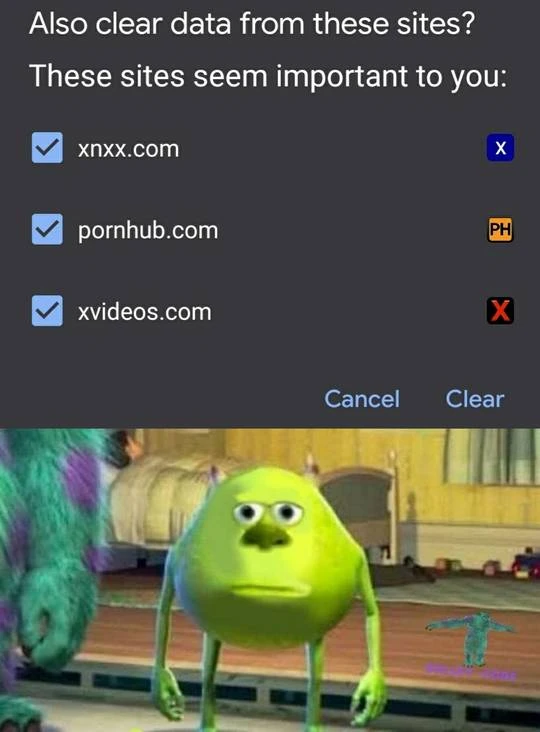 Also clear data from these sites?
These sites seem important to you:
xnxx.com X
pornhub.com PH
xvideos.com X
Cancel Clear